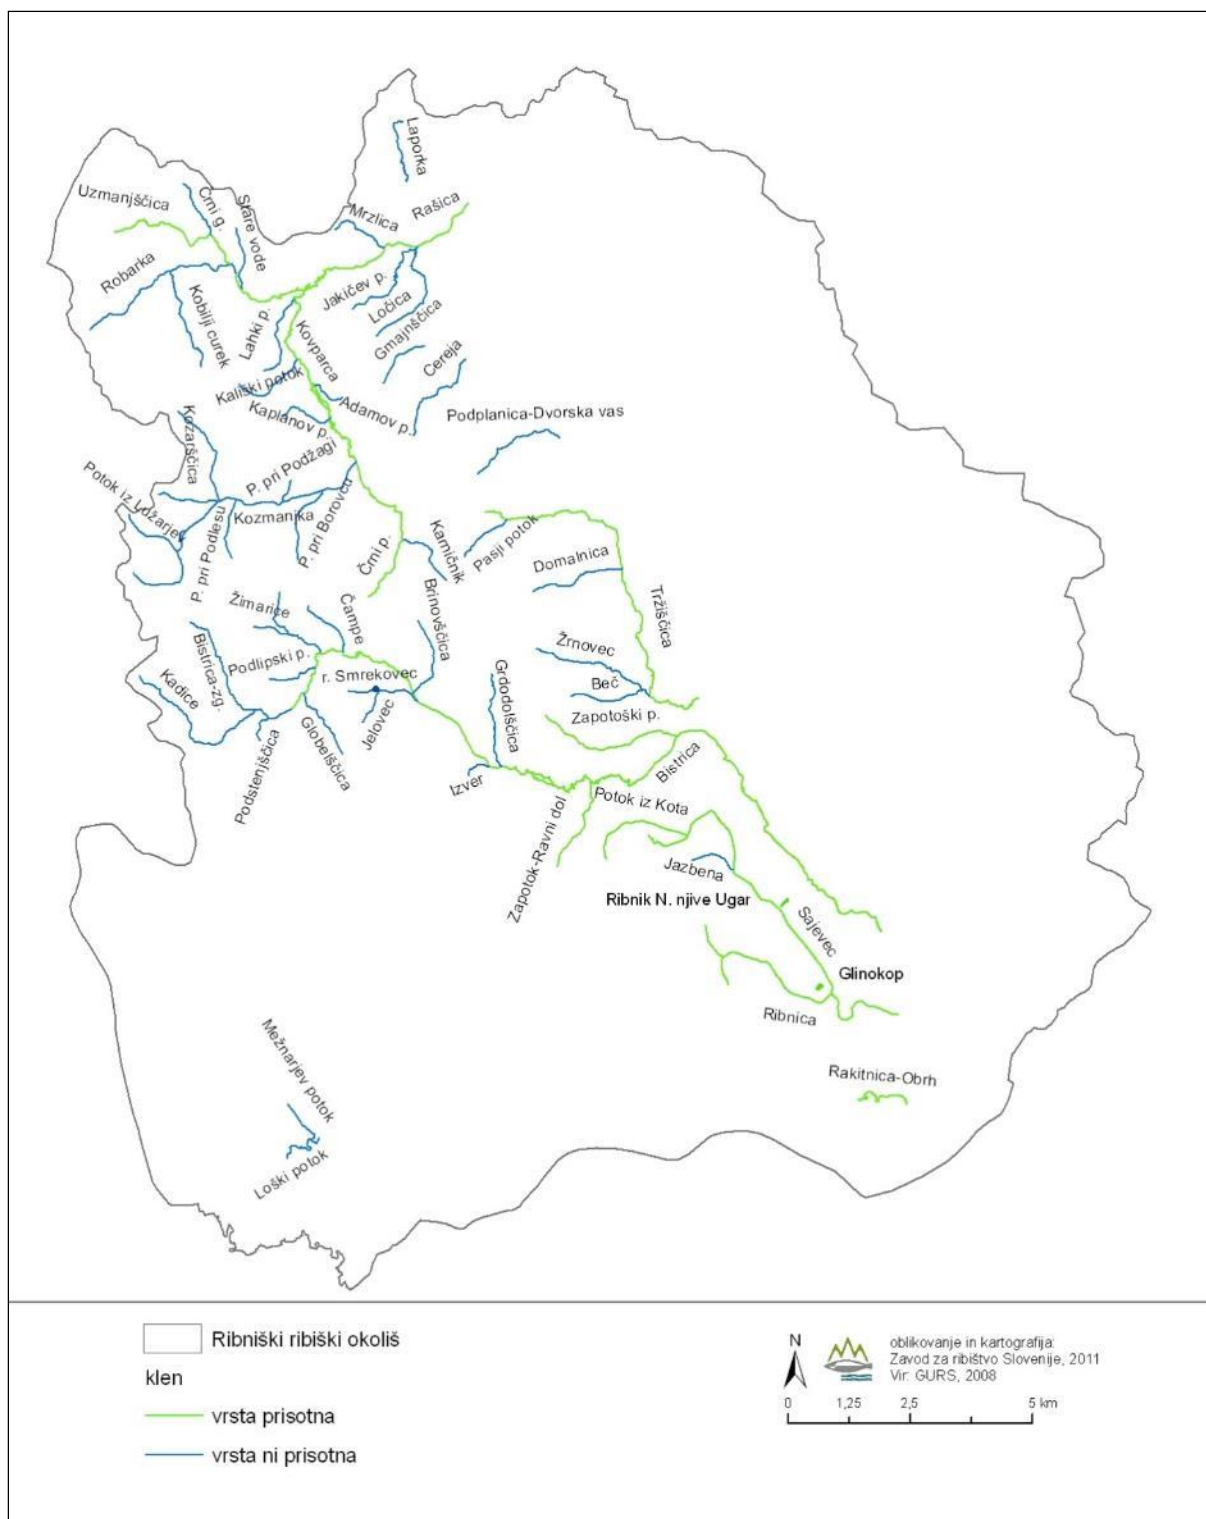 Laporka
Uzmanjščica
Črni g.
Stare vode
Mrzlica
Rašica
Robarka
Kobilji curek
Lahki p.
Jakičev p.
Ločica
Gmajnščica
Kovparca
Cereja
Kališki potok
Kaplanov p.
Adamov p.
Podplanica-Dvorska vas
Kozarščica
P. pri Podžagi
Potok iz Lužarjev
Kozmanjka
P. pri Podlesu
P. pri Borovcu
Črni p.
Karničnik
Pasji potok
Domalnica
Tržiščica
Žimarice
Čampe
Brinovščica
Žrnovec
Bistrica-zg.
Podlipski p.
r. Smrekovec
Beč
Kadice
Grdodolščica
Zapotoški p.
Jelovec
Globelščica
Podstenjščica
Izver
Bistrica
Zapotok-Ravni dol
Potok iz Kota
Jazbena
Ribnik N. njive Ugar
Sajevec
Glinokop
Ribnica
Mežnarjev potok
Rakitnica-Obrh
Loški potok
Ribniški ribiški okoliš
klen
vrsta prisotna
vrsta ni prisotna
N
oblikovanje in kartografija:
Zavod za ribištvo Slovenije, 2011
Vir: GURS, 2008
0 1,25 2,5 5 km